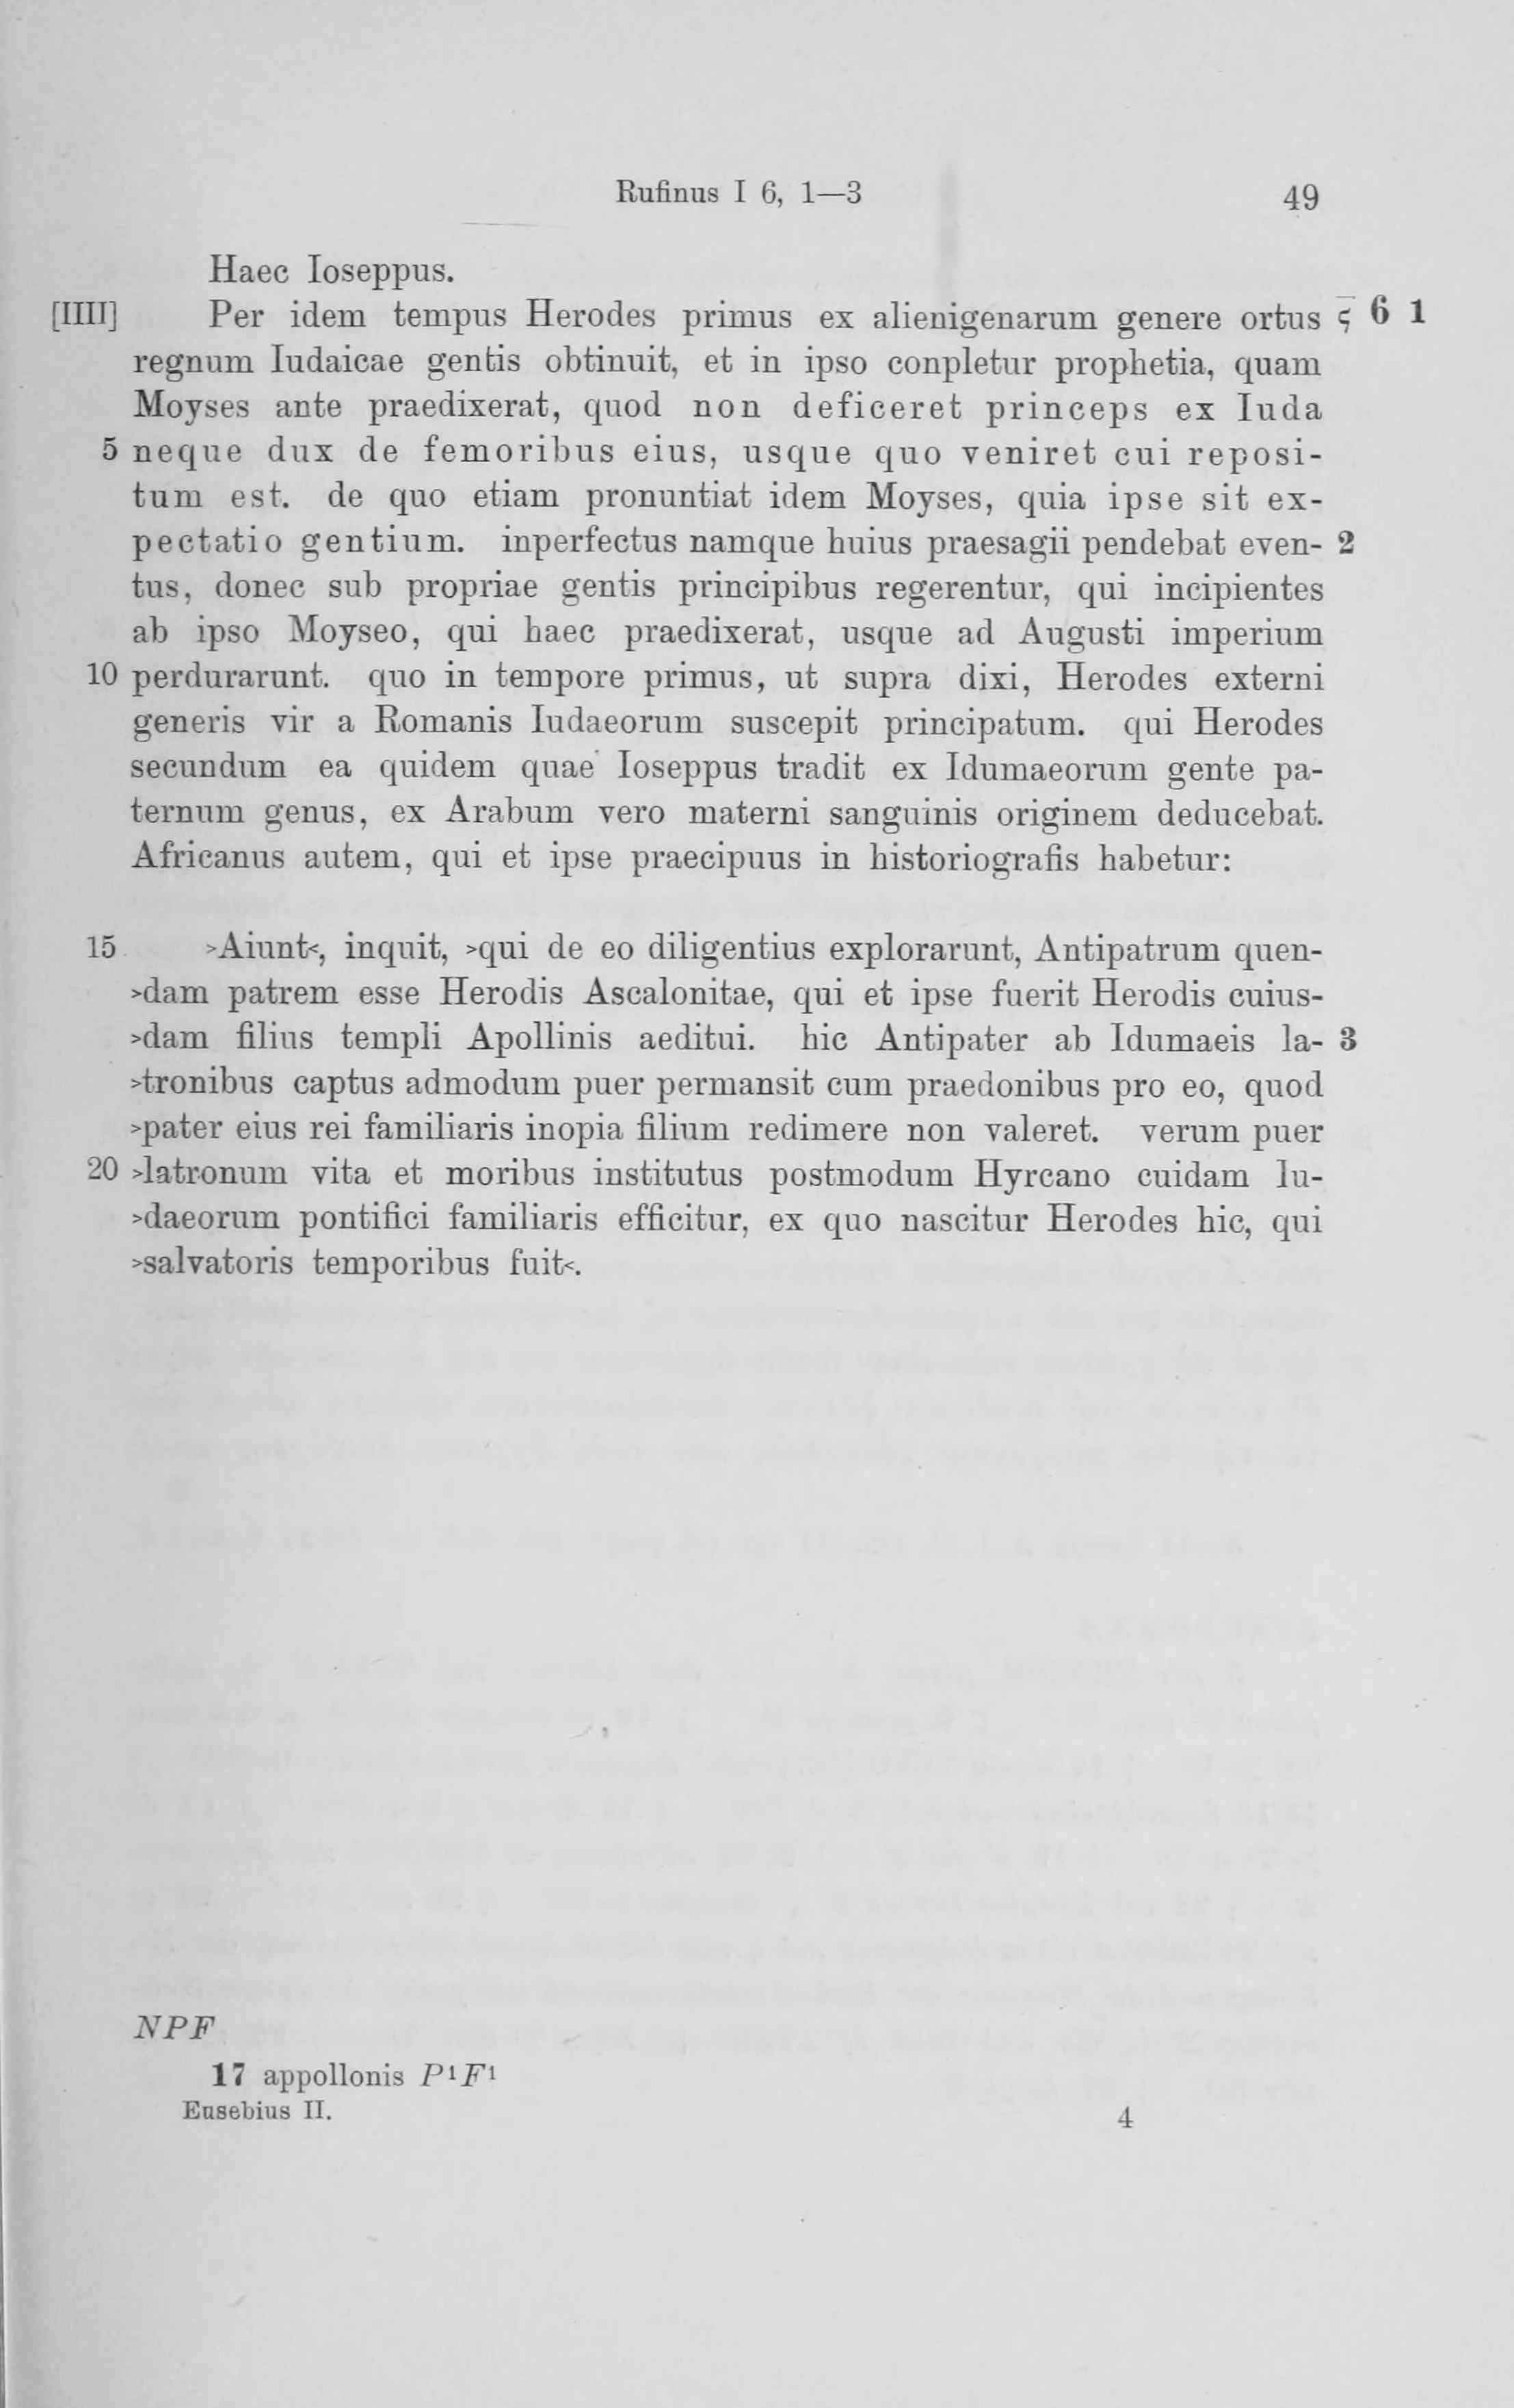 Rufinus I 6, 1—3 49
Haec Ioseppus.
[IIII] Per idem tempus Herodes primus ex alienigenarum genere ortus ϛ̅ 6 1
regnum Iudaicae gentis obtinuit, et in ipso conpletur prophetia, quam
Moyses ante praedixerat, quod non deficeret princeps ex Iuda
5 neque dux de femoribus eius, usque quo veniret cui reposi-
tum est. de quo etiam pronuntiat idem Moyses, quia ipse sit ex-
pectatio gentium. inperfectus namque huius praesagii pendebat even- 2
tus, donec sub propriae gentis principibus regerentur, qui incipientes
ab ipso Moyseo, qui haec praedixerat, usque ad Augusti imperium
10 perdurarunt. quo in tempore primus, ut supra dixi, Herodes externi
generis vir a Romanis Iudaeorum suscepit principatum. qui Herodes
secundum ea quidem quae Ioseppus tradit ex Idumaeorum gente pa-
ternum genus, ex Arabum vero materni sanguinis originem deducebat.
Africanus autem, qui et ipse praecipuus in historiografis habetur:
15 >Aiunt<, inquit, >qui de eo diligentius explorarunt, Antipatrum quen-
>dam patrem esse Herodis Ascalonitae, qui et ipse fuerit Herodis cuius-
>dam filius templi Apollinis aeditui. hic Antipater ab Idumaeis la- 3
>tronibus captus admodum puer permansit cum praedonibus pro eo, quod
>pater eius rei familiaris inopia filium redimere non valeret. verum puer
20 >latronum vita et moribus institutus postmodum Hyrcano cuidam Iu-
>daeorum pontifici familiaris efficitur, ex quo nascitur Herodes hic, qui
>salvatoris temporibus fuit<.
NPF
17 appollonis P¹F¹
Eusebius II. 4